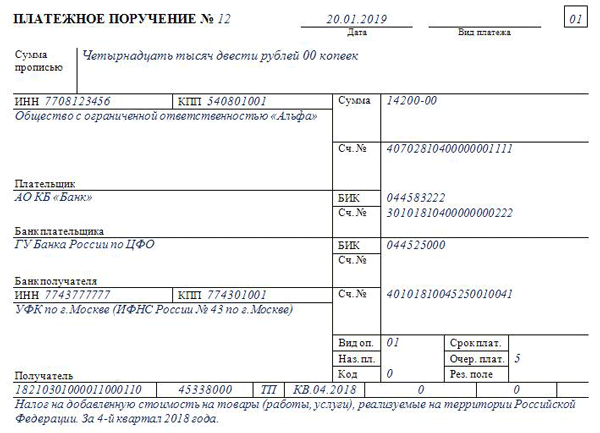 ПЛАТЕЖНОЕ ПОРУЧЕНИЕ № 12 20.01.2019 01
Дата Вид платежа
Сумма прописью Четырнадцать тысяч двести рублей 00 копеек
ИНН 7708123456 КПП 540801001 Сумма 14200-00
Общество с ограниченной ответственностью «Альфа»
Сч. № 40702810400000001111
Плательщик
АО КБ «Банк» БИК 044583222
Сч. № 30101810400000000222
Банк плательщика
ГУ Банка России по ЦФО БИК 044525000
Сч. №
Банк получателя
ИНН 7743777777 КПП 774301001 Сч. № 40101810045250010041
УФК по г. Москве (ИФНС России № 43 по г. Москве)
Вид оп. 01 Срок плат.
Наз. пл. Очер. плат. 5
Получатель Код 0 Рез. поле
18210301000011000110 45338000 ТП КВ.04.2018 0 0
Налог на добавленную стоимость на товары (работы, услуги), реализуемые на территории Российской
Федерации. За 4-й квартал 2018 года.